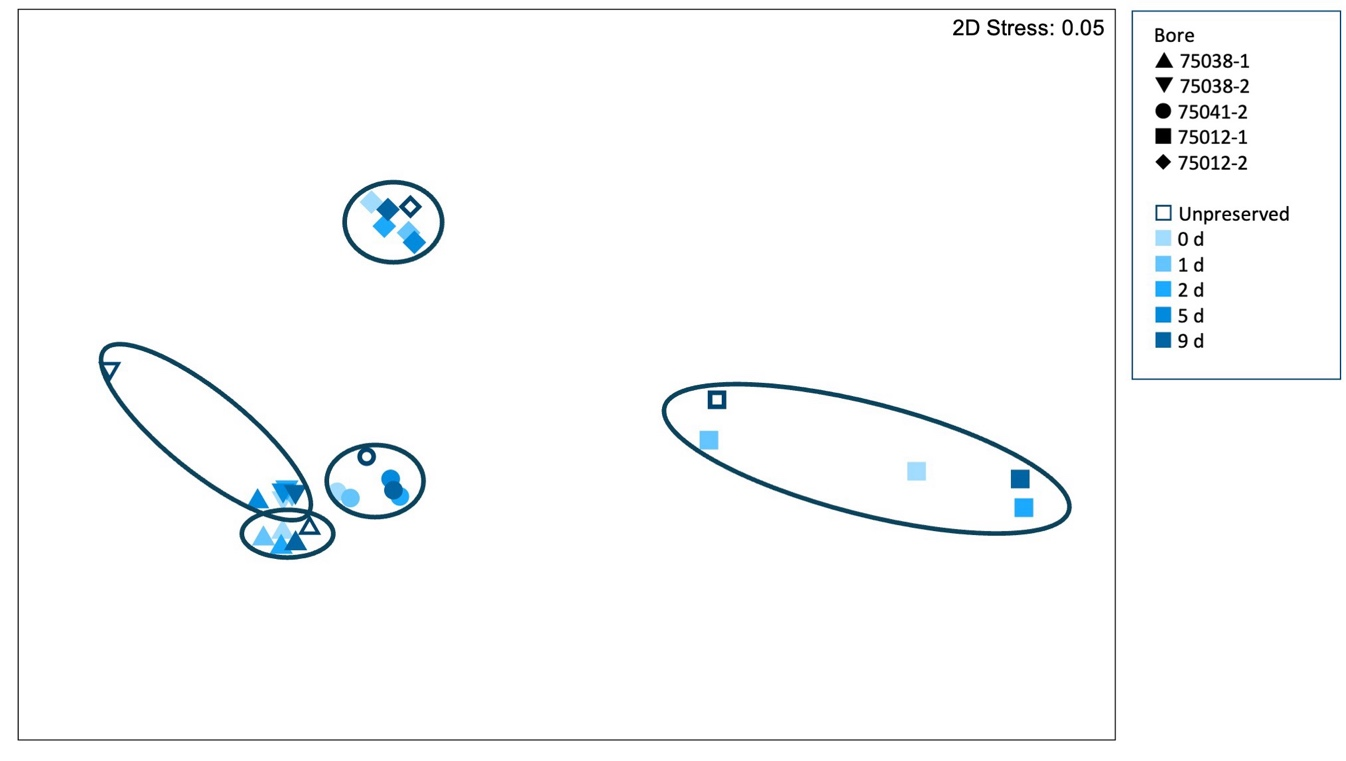 2D Stress: 0.05
Bore
75038-1
75038-2
75041-2
75012-1
75012-2
Unpreserved
0 d
1 d
2 d
5 d
9 d